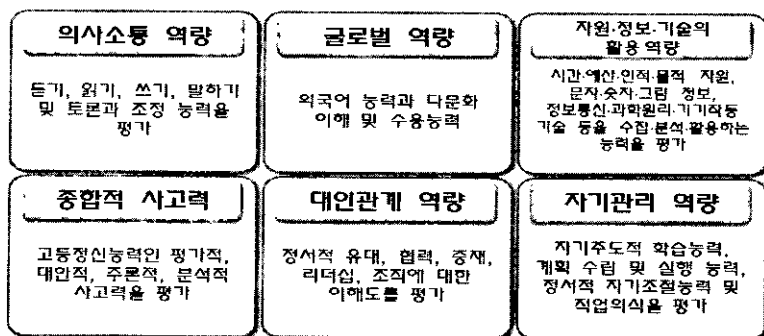 의사소통 역량
듣기, 읽기, 쓰기, 말하기
및 토론과 조정 능력을
평가
글로벌 역량
외국어 능력과 다문화
이해 및 수용능력
자원·정보·기술의
활용 역량
시간·예산·인적·물적 자원,
문자·숫자·그림 정보,
정보통신·과학원리·기기작동
기술 등을 수집·분석·활용하는
능력을 평가
종합적 사고력
고등정신능력인 평가적,
대안적, 추론적, 분석적
사고력을 평가
대인관계 역량
정서적 유대, 협력, 중재,
리더십, 조직에 대한
이해도를 평가
자기관리 역량
자기주도적 학습능력,
계획 수립 및 실행 능력,
정서적 자기조절능력 및
직업의식을 평가